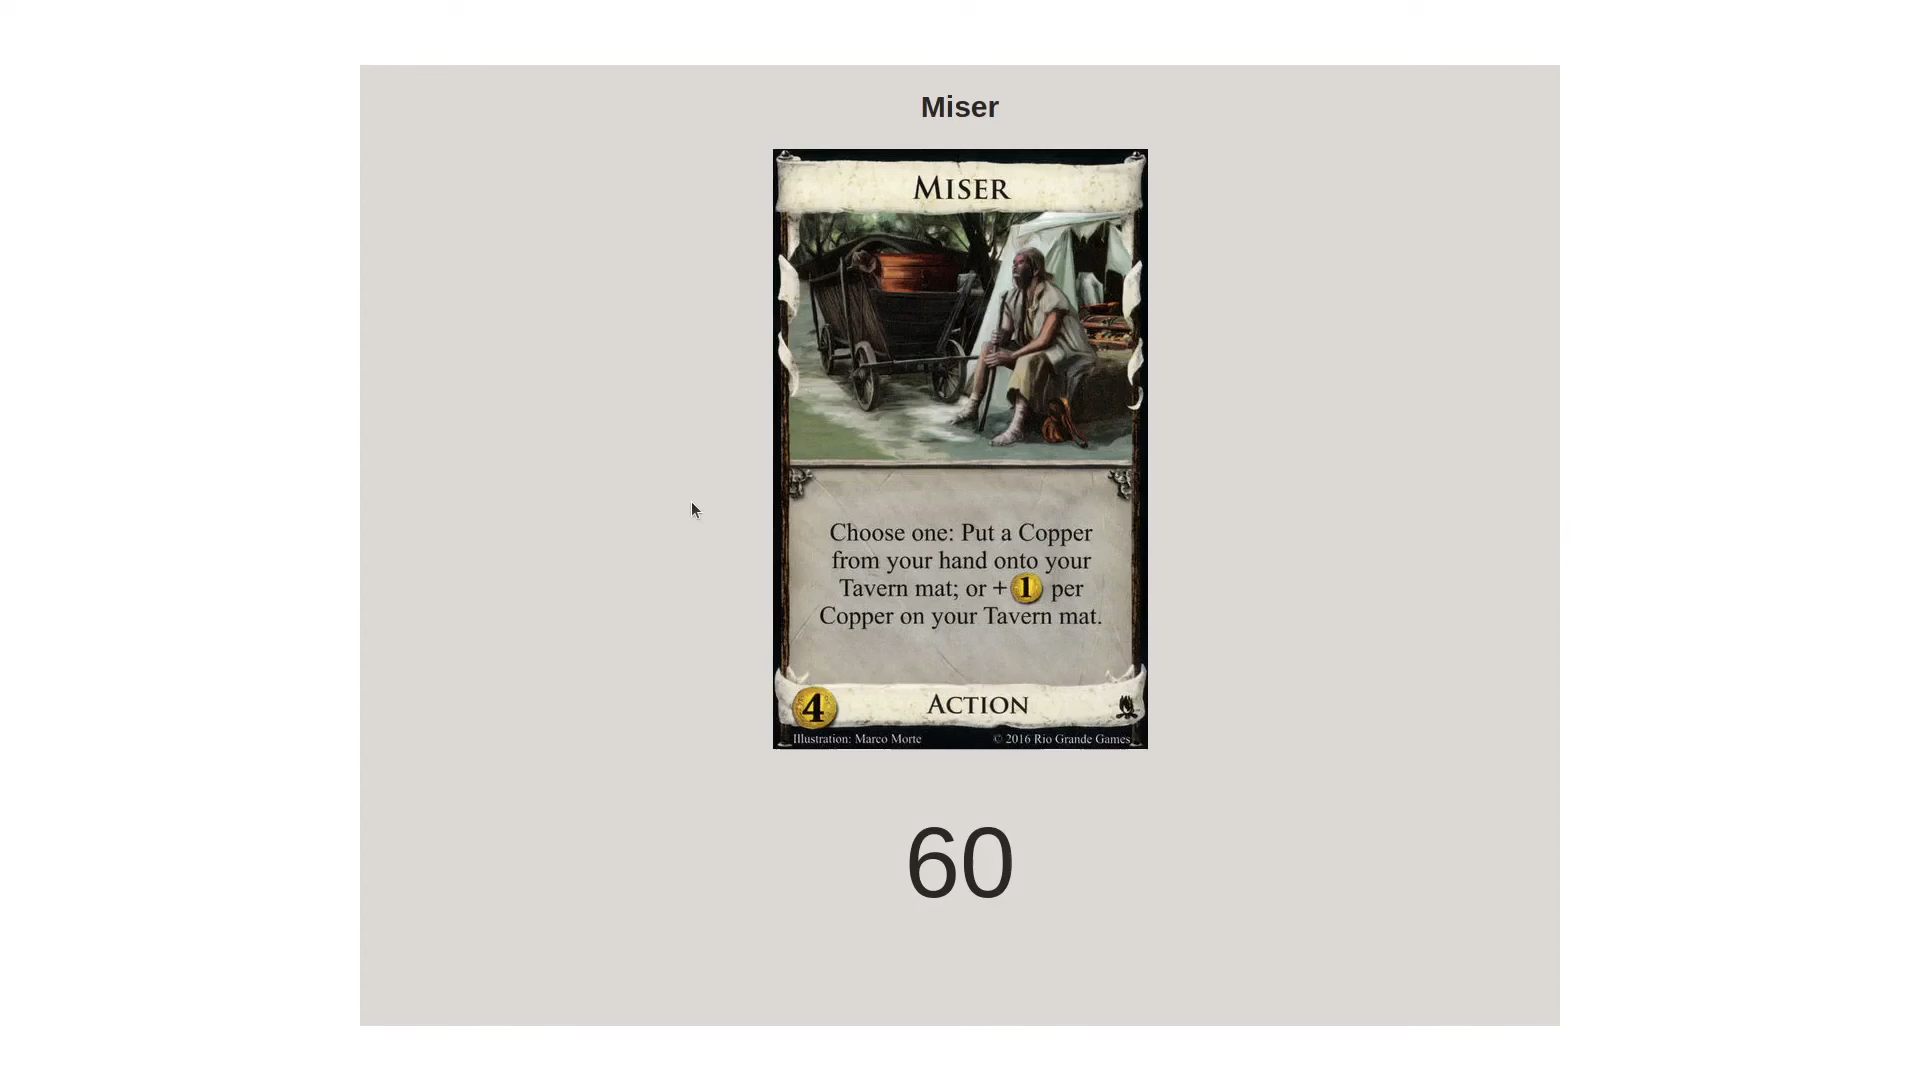 Miser
MISER
Choose one: Put a Copper
from your hand onto your
Tavern mat; or +1 per
Copper on your Tavern mat.
4 ACTION
Illustration: Marco Morte © 2016 Rio Grande Games
60